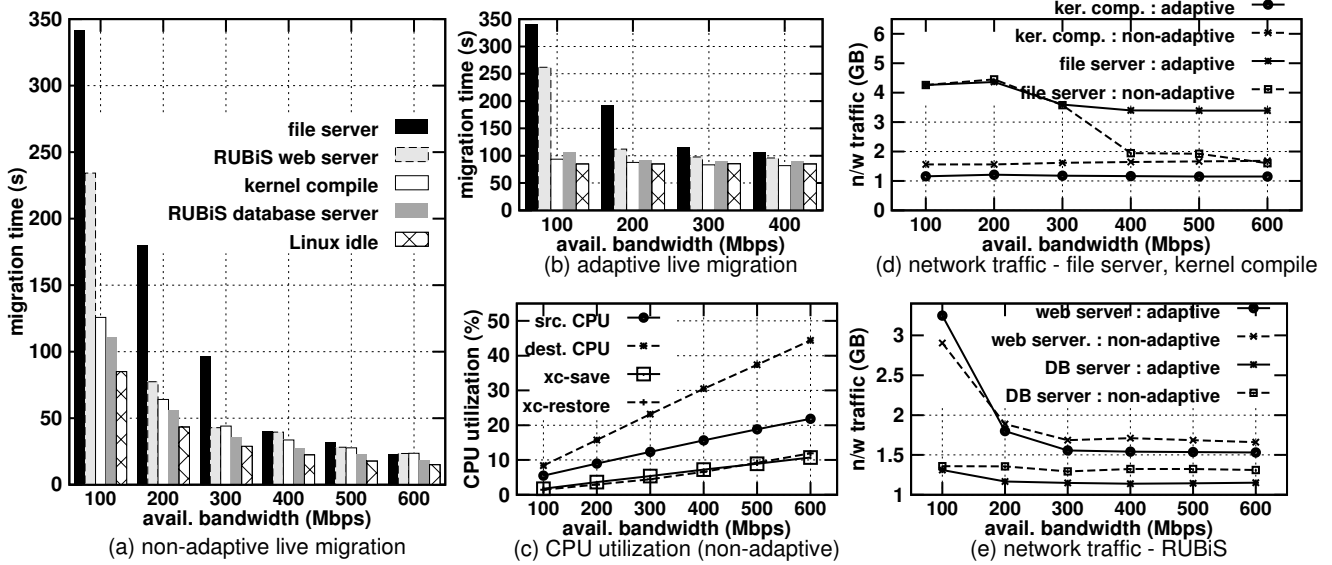 350
300
250
200
150
100
50
0
migration time (s)
file server
RUBiS web server
kernel compile
RUBiS database server
Linux idle
100 200 300 400 500 600
avail. bandwidth (Mbps)
(a) non-adaptive live migration
350
300
250
200
150
100
50
0
migration time (s)
100 200 300 400
avail. bandwidth (Mbps)
(b) adaptive live migration
50
40
30
20
10
0
CPU utilization (%)
src. CPU
dest. CPU
xc-save
xc-restore
100 200 300 400 500 600
avail. bandwidth (Mbps)
(c) CPU utilization (non-adaptive)
6
5
4
3
2
1
0
n/w traffic (GB)
ker. comp. : adaptive
ker. comp. : non-adaptive
file server : adaptive
file server : non-adaptive
100 200 300 400 500 600
avail. bandwidth (Mbps)
(d) network traffic - file server, kernel compile
3
2.5
2
1.5
1
n/w traffic (GB)
web server : adaptive
web server. : non-adaptive
DB server : adaptive
DB server : non-adaptive
100 200 300 400 500 600
avail. bandwidth (Mbps)
(e) network traffic - RUBiS